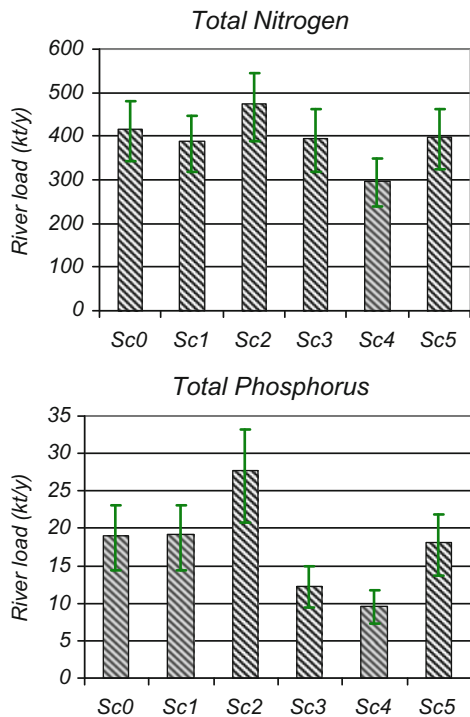 Total Nitrogen
River load (kt/y)
600
500
400
300
200
100
0
Sc0 Sc1 Sc2 Sc3 Sc4 Sc5
Total Phosphorus
River load (kt/y)
35
30
25
20
15
10
5
0
Sc0 Sc1 Sc2 Sc3 Sc4 Sc5